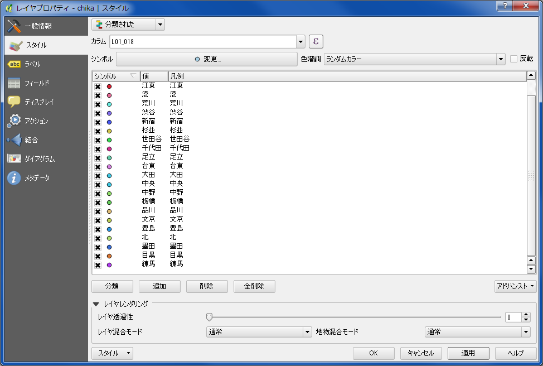 レイヤプロパティ - chika | スタイル
一般情報
スタイル
ラベル
フィールド
ディスプレイ
アクション
結合
ダイアグラム
メタデータ
分類された
カラム L01_018 ε
シンボル 変更... 色階調 ランダムカラー 反転
シンボル 値 凡例
江東 江東
港 港
荒川 荒川
渋谷 渋谷
新宿 新宿
杉並 杉並
世田谷 世田谷
千代田 千代田
足立 足立
台東 台東
大田 大田
中央 中央
中野 中野
板橋 板橋
品川 品川
文京 文京
豊島 豊島
北 北
墨田 墨田
目黒 目黒
練馬 練馬
分類 追加 削除 全削除 アドバンスト
レイヤレンダリング
レイヤ透過性
レイヤ混合モード 通常 地物混合モード 通常
スタイル OK キャンセル 適用 ヘルプ